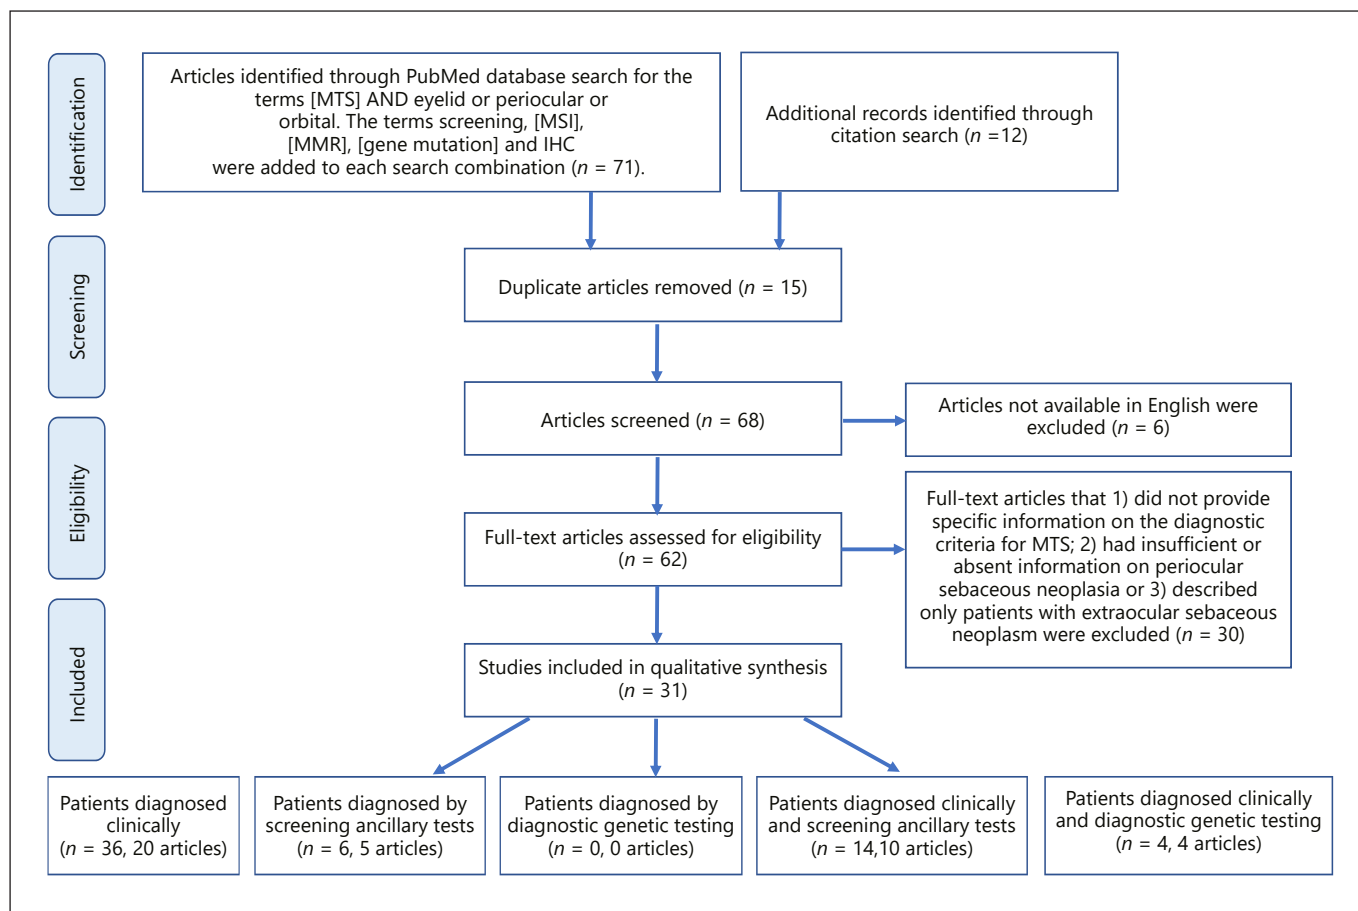 Identification
Articles identified through PubMed database search for the
terms [MTS] AND eyelid or periocular or
orbital. The terms screening, [MSI],
[MMR], [gene mutation] and IHC
were added to each search combination (n = 71).
Additional records identified through
citation search (n =12)
Screening
Duplicate articles removed (n = 15)
Articles screened (n = 68)
Articles not available in English were
excluded (n = 6)
Eligibility
Full-text articles assessed for eligibility
(n = 62)
Full-text articles that 1) did not provide
specific information on the diagnostic
criteria for MTS; 2) had insufficient or
absent information on periocular
sebaceous neoplasia or 3) described
only patients with extraocular sebaceous
neoplasm were excluded (n = 30)
Included
Studies included in qualitative synthesis
(n = 31)
Patients diagnosed
clinically
(n = 36, 20 articles)
Patients diagnosed by
screening ancillary tests
(n = 6, 5 articles)
Patients diagnosed by
diagnostic genetic testing
(n = 0, 0 articles)
Patients diagnosed clinically
and screening ancillary tests
(n = 14,10 articles)
Patients diagnosed clinically
and diagnostic genetic testing
(n = 4, 4 articles)